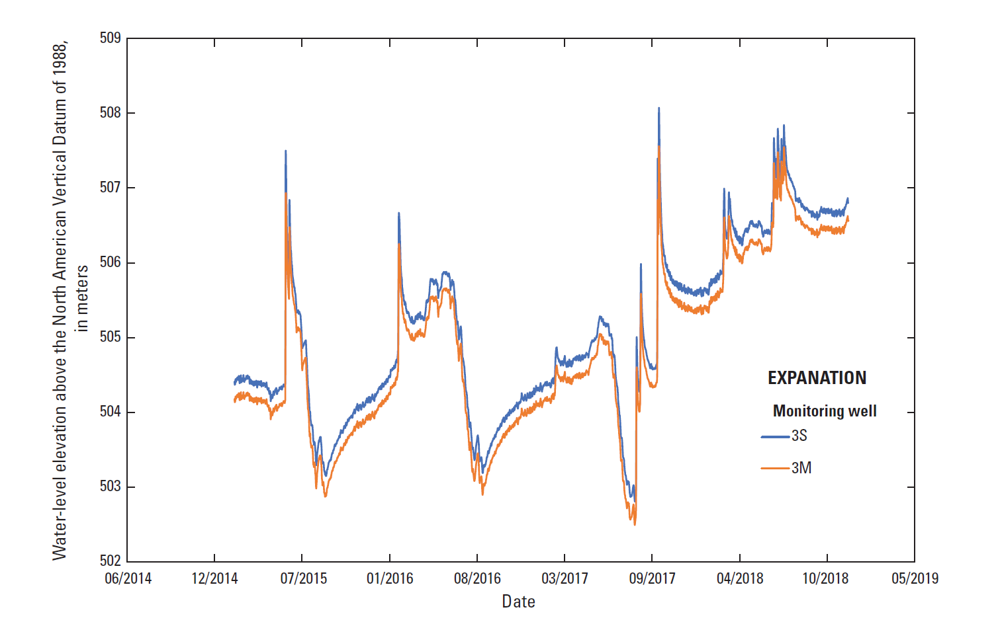 Water-level elevation above the North American Vertical Datum of 1988,
in meters
509
508
507
506
505
504
503
502
06/2014 12/2014 07/2015 01/2016 08/2016 03/2017 09/2017 04/2018 10/2018 05/2019
Date
EXPANATION
Monitoring well
3S
3M